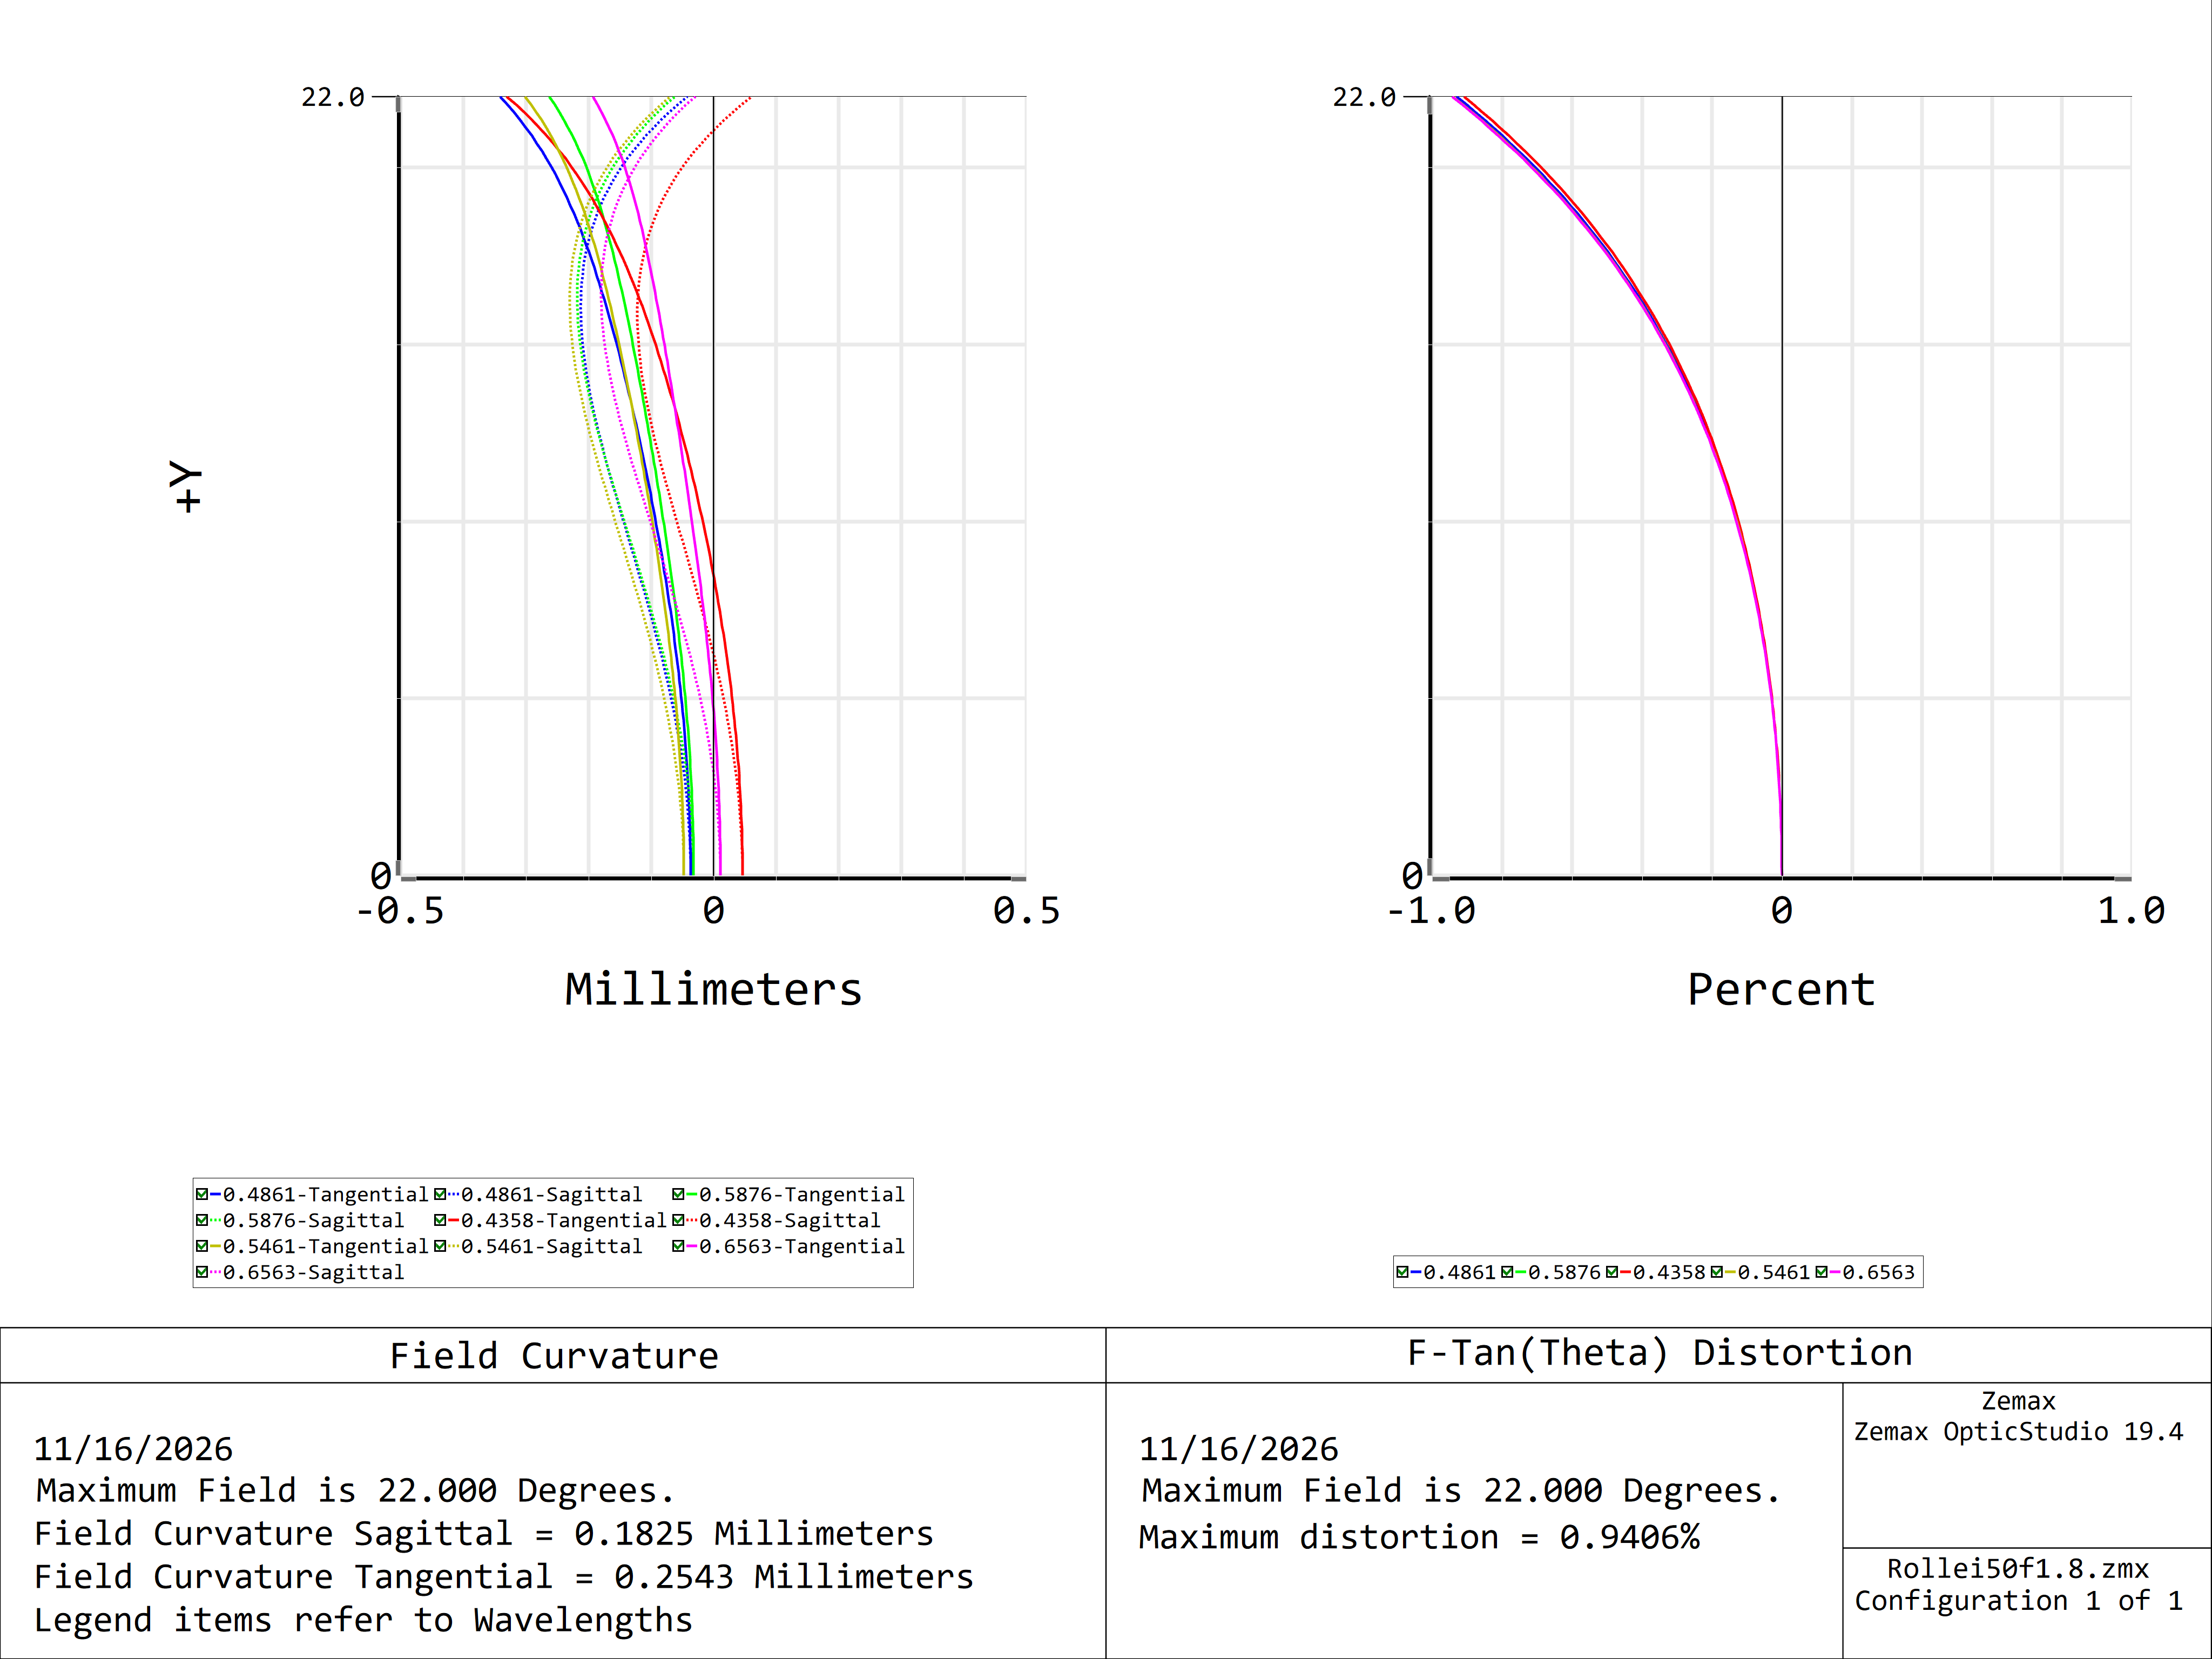 22.0
+Y
0
-0.5 0 0.5
Millimeters
22.0
0
-1.0 0 1.0
Percent
0.4861-Tangential 0.4861-Sagittal 0.5876-Tangential
0.5876-Sagittal 0.4358-Tangential 0.4358-Sagittal
0.5461-Tangential 0.5461-Sagittal 0.6563-Tangential
0.6563-Sagittal
0.4861 0.5876 0.4358 0.5461 0.6563
Field Curvature
11/16/2026
Maximum Field is 22.000 Degrees.
Field Curvature Sagittal = 0.1825 Millimeters
Field Curvature Tangential = 0.2543 Millimeters
Legend items refer to Wavelengths
F-Tan(Theta) Distortion
11/16/2026
Maximum Field is 22.000 Degrees.
Maximum distortion = 0.9406%
Zemax
Zemax OpticStudio 19.4
Rollei50f1.8.zmx
Configuration 1 of 1